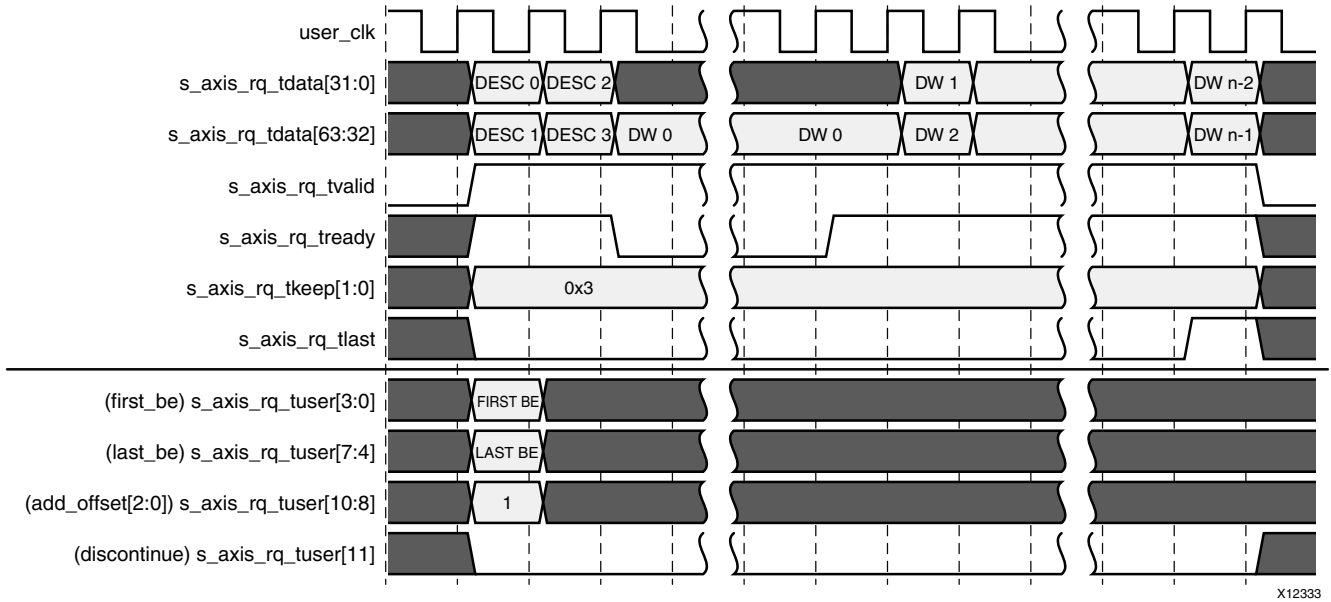 user_clk
s_axis_rq_tdata[31:0] DESC 0 DESC 2 DW 1 DW n-2
s_axis_rq_tdata[63:32] DESC 1 DESC 3 DW 0 DW 0 DW 2 DW n-1
s_axis_rq_tvalid
s_axis_rq_tready
s_axis_rq_tkeep[1:0] 0x3
s_axis_rq_tlast
(first_be) s_axis_rq_tuser[3:0] FIRST BE
(last_be) s_axis_rq_tuser[7:4] LAST BE
(add_offset[2:0]) s_axis_rq_tuser[10:8] 1
(discontinue) s_axis_rq_tuser[11]
X12333